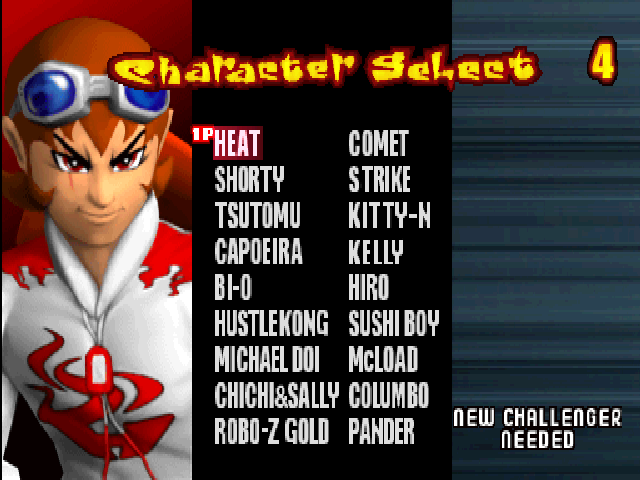 Character Select 4
1P HEAT COMET
SHORTY STRIKE
TSUTOMU KITTY-N
CAPOEIRA KELLY
BI-O HIRO
HUSTLEKONG SUSHI BOY
MICHAEL DOI McLOAD
CHICHI&SALLY COLUMBO
ROBO-Z GOLD PANDER
NEW CHALLENGER
NEEDED